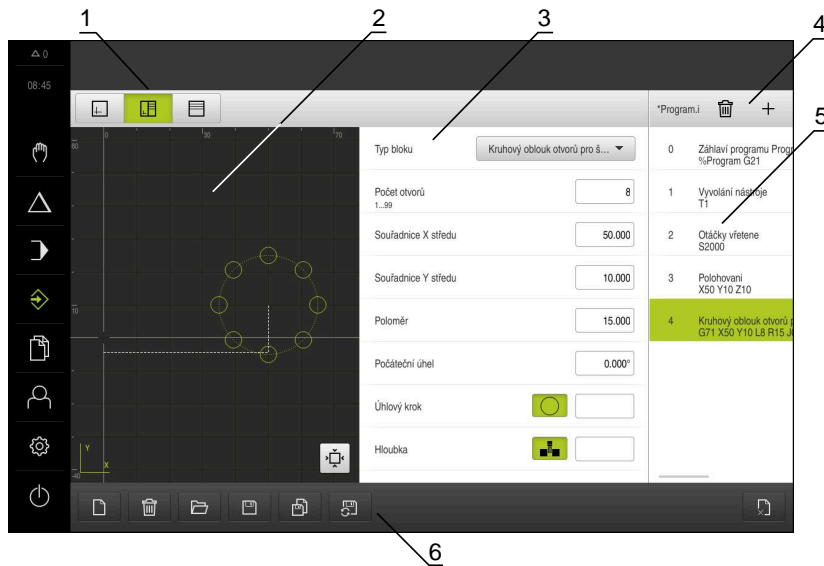 1
2
3
4
5
6
0
08:45
*Program.i
0
30
70
60
10
-40
Y
X
Typ bloku
Kruhový oblouk otvorů pro š...
Počet otvorů
1...99
8
Souřadnice X středu
50.000
Souřadnice Y středu
10.000
Poloměr
15.000
Počáteční úhel
0.000°
Úhlový krok
Hloubka
0 Záhlaví programu Prog
%Program G21
1 Vyvolání nástroje
T1
2 Otáčky vřetene
S2000
3 Polohovani
X50 Y10 Z10
4 Kruhový oblouk otvorů
G71 X50 Y10 L8 R15